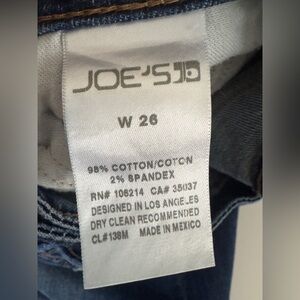 JOE'S
W 26
98% COTTON/COTON
2% SPANDEX
RN# 106214 CA# 35037
DESIGNED IN LOS ANGELES
DRY CLEAN RECOMMENDED
CL#138M MADE IN MEXICO